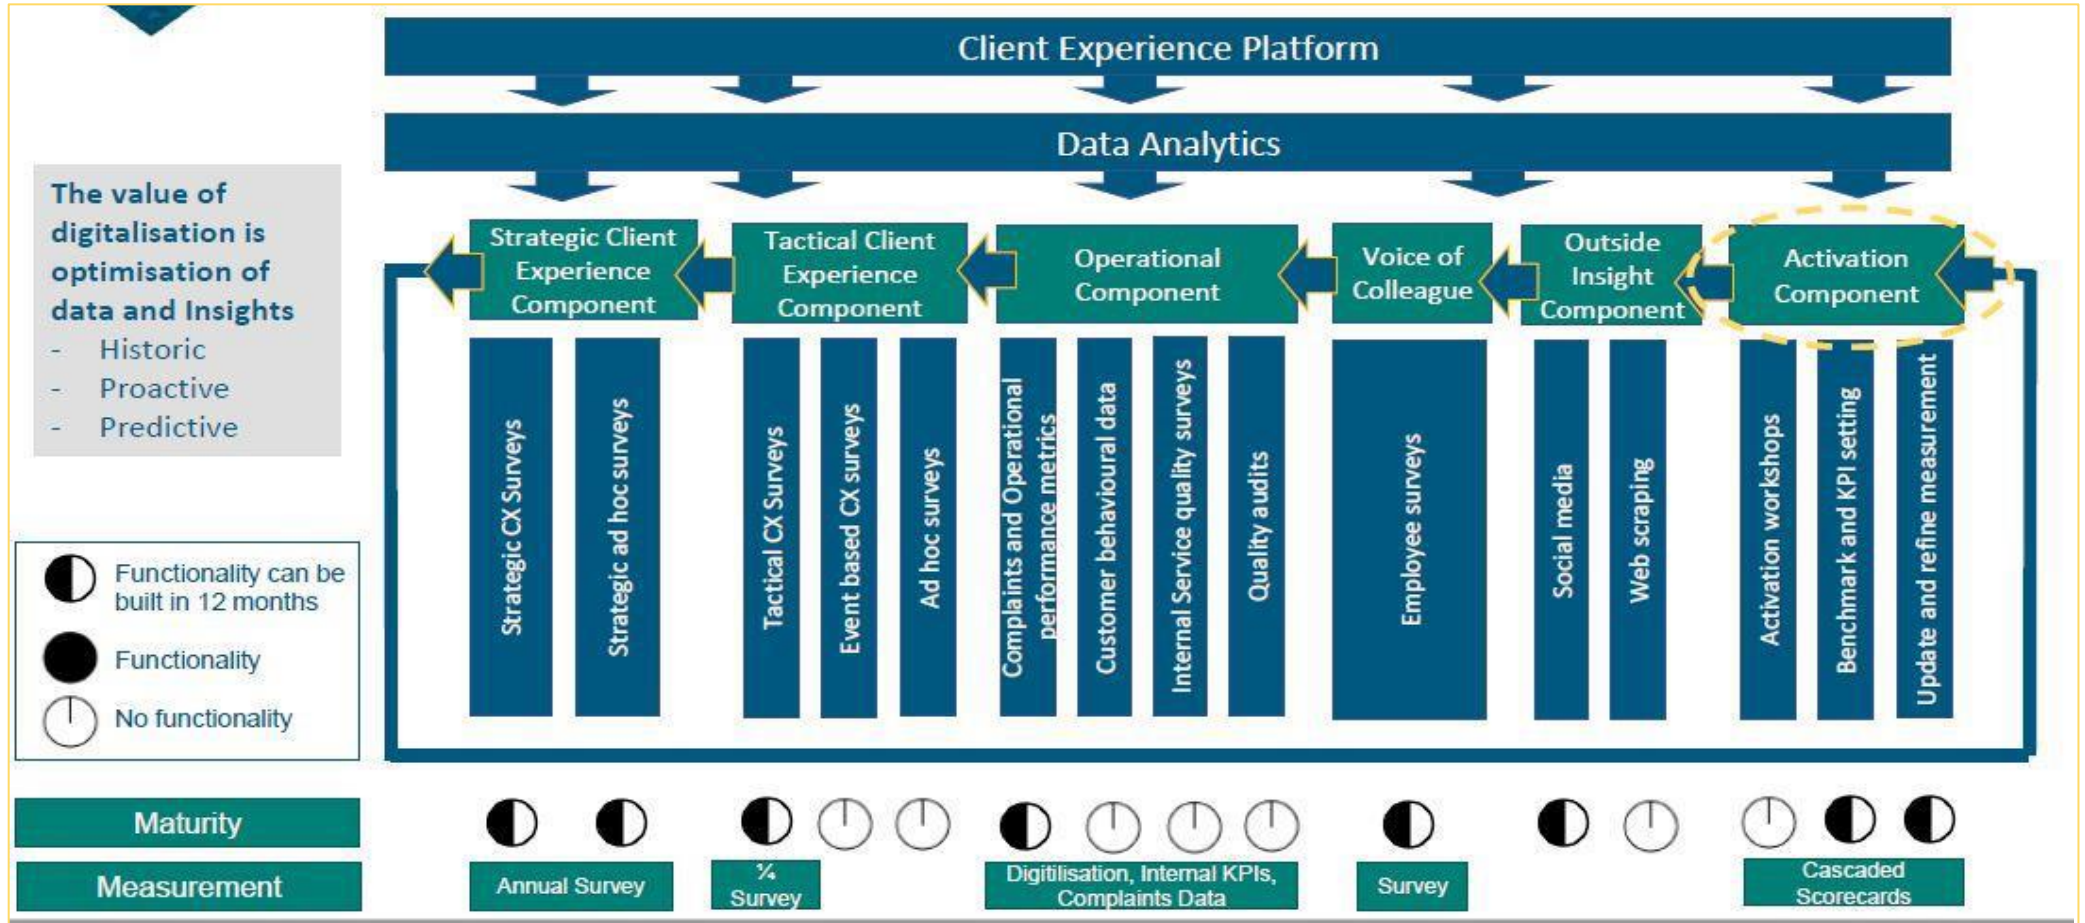 Client Experience Platform
Data Analytics
The value of
digitalisation is
optimisation of
data and Insights
- Historic
- Proactive
- Predictive
Strategic Client
Experience
Component
Tactical Client
Experience
Component
Operational
Component
Voice of
Colleague
Outside
Insight
Component
Activation
Component
Strategic CX Surveys
Strategic ad hoc surveys
Tactical CX Surveys
Event based CX surveys
Ad hoc surveys
Complaints and Operational
performance metrics
Customer behavioural data
Internal Service quality surveys
Quality audits
Employee surveys
Social media
Web scraping
Activation workshops
Benchmark and KPI setting
Update and refine measurement
Functionality can be
built in 12 months
Functionality
No functionality
Maturity
Measurement
Annual Survey
¼
Survey
Digitilisation, Internal KPIs,
Complaints Data
Survey
Cascaded
Scorecards